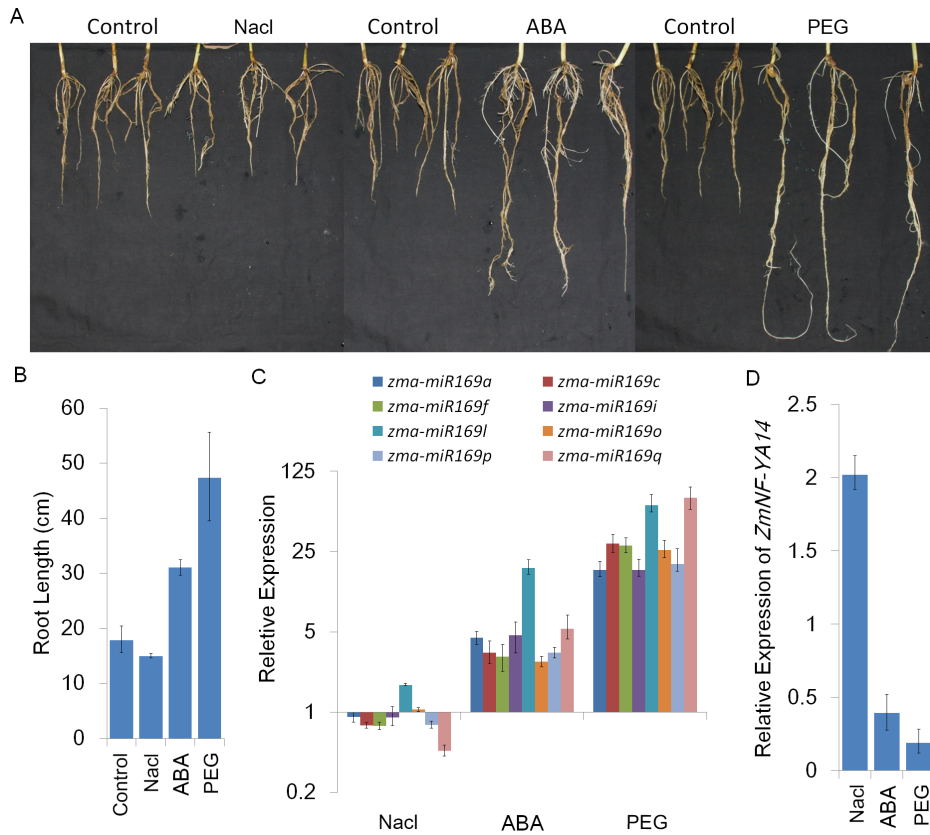 A
Control Nacl Control ABA Control PEG
B
Root Length (cm)
60
50
40
30
20
10
0
Control
Nacl
ABA
PEG
C
zma-miR169a zma-miR169c
zma-miR169f zma-miR169i
zma-miR169l zma-miR169o
zma-miR169p zma-miR169q
Reletive Expression
125
25
5
1
0.2
Nacl ABA PEG
D
Relative Expression of ZmNF-YA14
2.5
2
1.5
1
0.5
0
Nacl
ABA
PEG